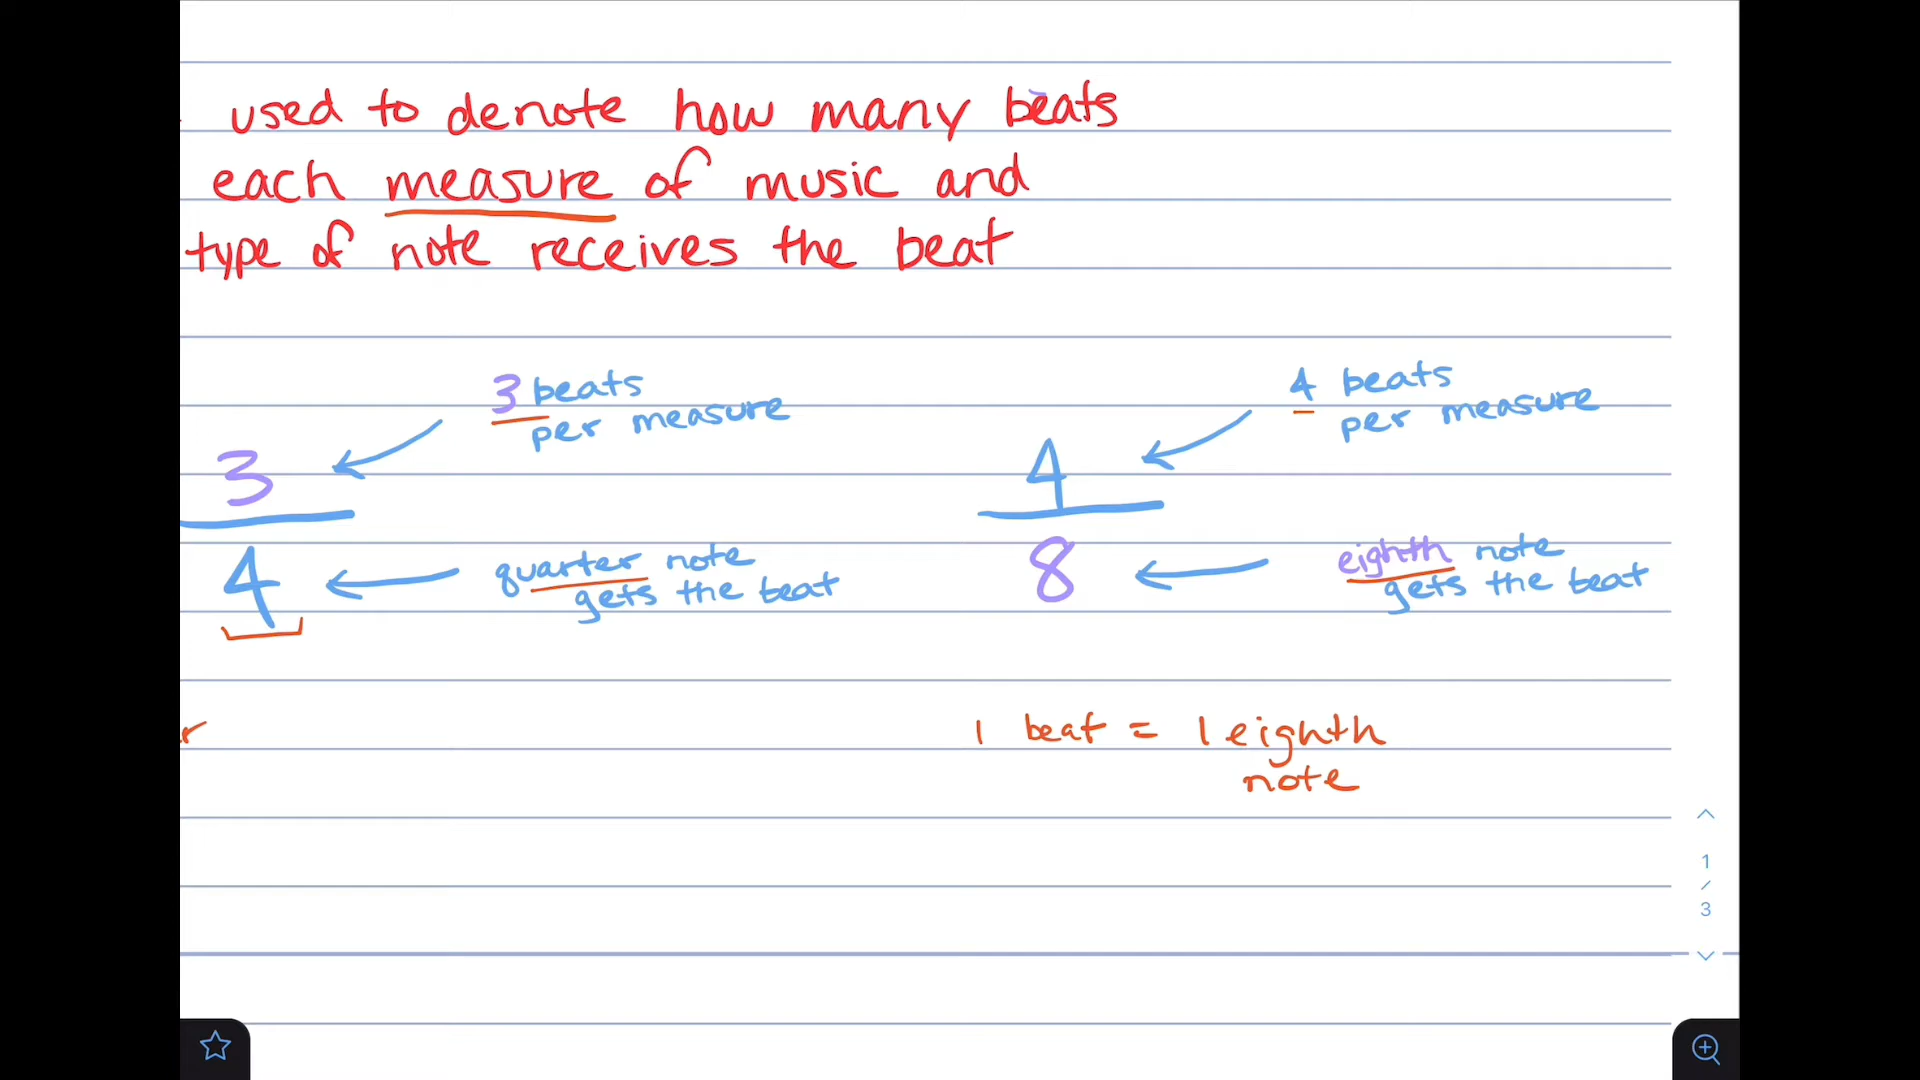 used to denote how many beats
each measure of music and
type of note receives the beat
3 beats
per measure
3
4
quarter note
gets the beat
4 beats
per measure
4
8
eighth note
gets the beat
r
1 beat = 1 eighth
note
1
/
3